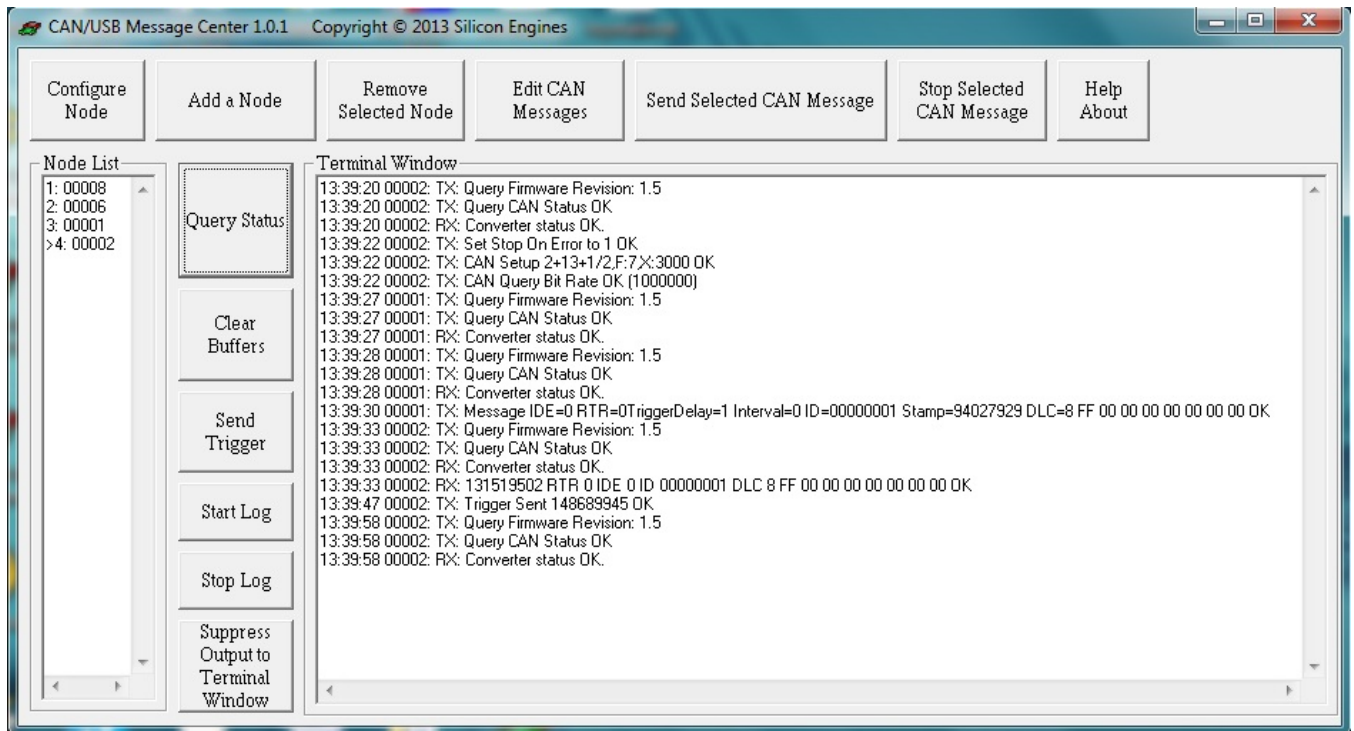 CAN/USB Message Center 1.0.1 Copyright © 2013 Silicon Engines
Configure
Node
Add a Node
Remove
Selected Node
Edit CAN
Messages
Send Selected CAN Message
Stop Selected
CAN Message
Help
About
Node List
1: 00008
2: 00006
3: 00001
>4: 00002
Query Status
Clear
Buffers
Send
Trigger
Start Log
Stop Log
Suppress
Output to
Terminal
Window
Terminal Window
13:39:20 00002: TX: Query Firmware Revision: 1.5
13:39:20 00002: TX: Query CAN Status OK
13:39:20 00002: RX: Converter status OK.
13:39:22 00002: TX: Set Stop On Error to 1 OK
13:39:22 00002: TX: CAN Setup 2+13+1/2,F:7,X:3000 OK
13:39:22 00002: TX: CAN Query Bit Rate OK (1000000)
13:39:27 00001: TX: Query Firmware Revision: 1.5
13:39:27 00001: TX: Query CAN Status OK
13:39:27 00001: RX: Converter status OK.
13:39:28 00001: TX: Query Firmware Revision: 1.5
13:39:28 00001: TX: Query CAN Status OK
13:39:28 00001: RX: Converter status OK.
13:39:30 00001: TX: Message IDE=0 RTR=0TriggerDelay=1 Interval=0 ID=00000001 Stamp=94027929 DLC=8 FF 00 00 00 00 00 00 00 OK
13:39:33 00002: TX: Query Firmware Revision: 1.5
13:39:33 00002: TX: Query CAN Status OK
13:39:33 00002: RX: Converter status OK.
13:39:33 00002: RX: 131519502 RTR 0 IDE 0 ID 00000001 DLC 8 FF 00 00 00 00 00 00 00 OK
13:39:47 00002: TX: Trigger Sent 148689945 OK
13:39:58 00002: TX: Query Firmware Revision: 1.5
13:39:58 00002: TX: Query CAN Status OK
13:39:58 00002: RX: Converter status OK.